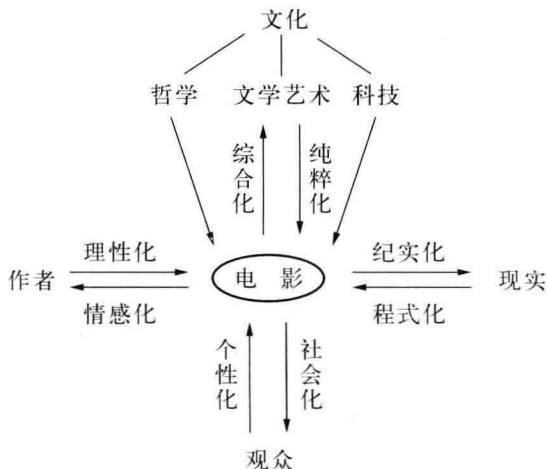 文化
哲学 文学艺术 科技
综合化 纯粹化
理性化 纪实化
作者 电影 现实
情感化 程式化
个性化 社会化
观众